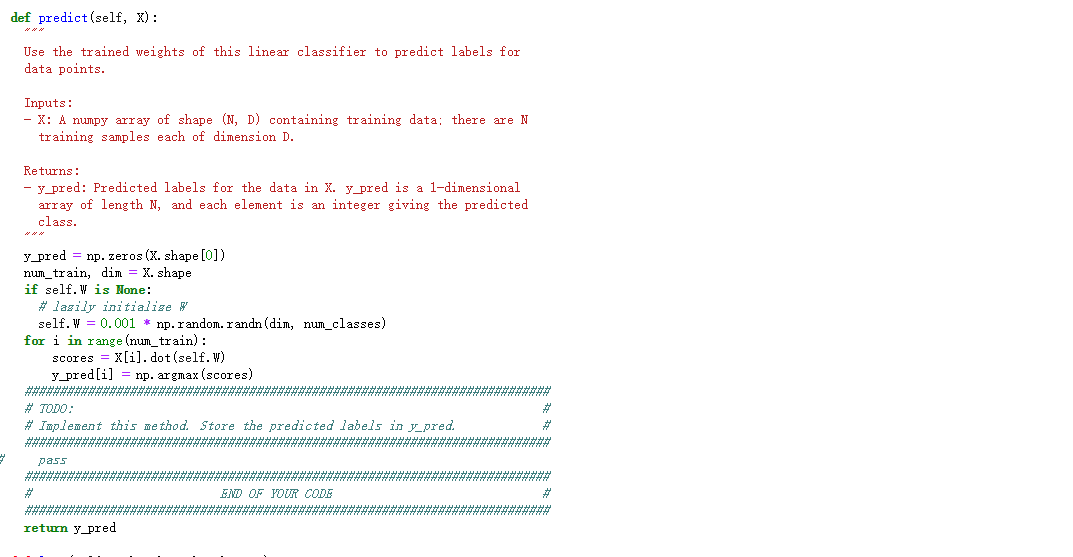 def predict(self, X):
"""
Use the trained weights of this linear classifier to predict labels for
data points.
Inputs:
- X: A numpy array of shape (N, D) containing training data; there are N
training samples each of dimension D.
Returns:
- y_pred: Predicted labels for the data in X. y_pred is a 1-dimensional
array of length N, and each element is an integer giving the predicted
class.
"""
y_pred = np.zeros(X.shape[0])
num_train, dim = X.shape
if self.W is None:
# lazily initialize W
self.W = 0.001 * np.random.randn(dim, num_classes)
for i in range(num_train):
scores = X[i].dot(self.W)
y_pred[i] = np.argmax(scores)
###########################################################################
# TODO: #
# Implement this method. Store the predicted labels in y_pred. #
###########################################################################
# pass
###########################################################################
# END OF YOUR CODE #
###########################################################################
return y_pred